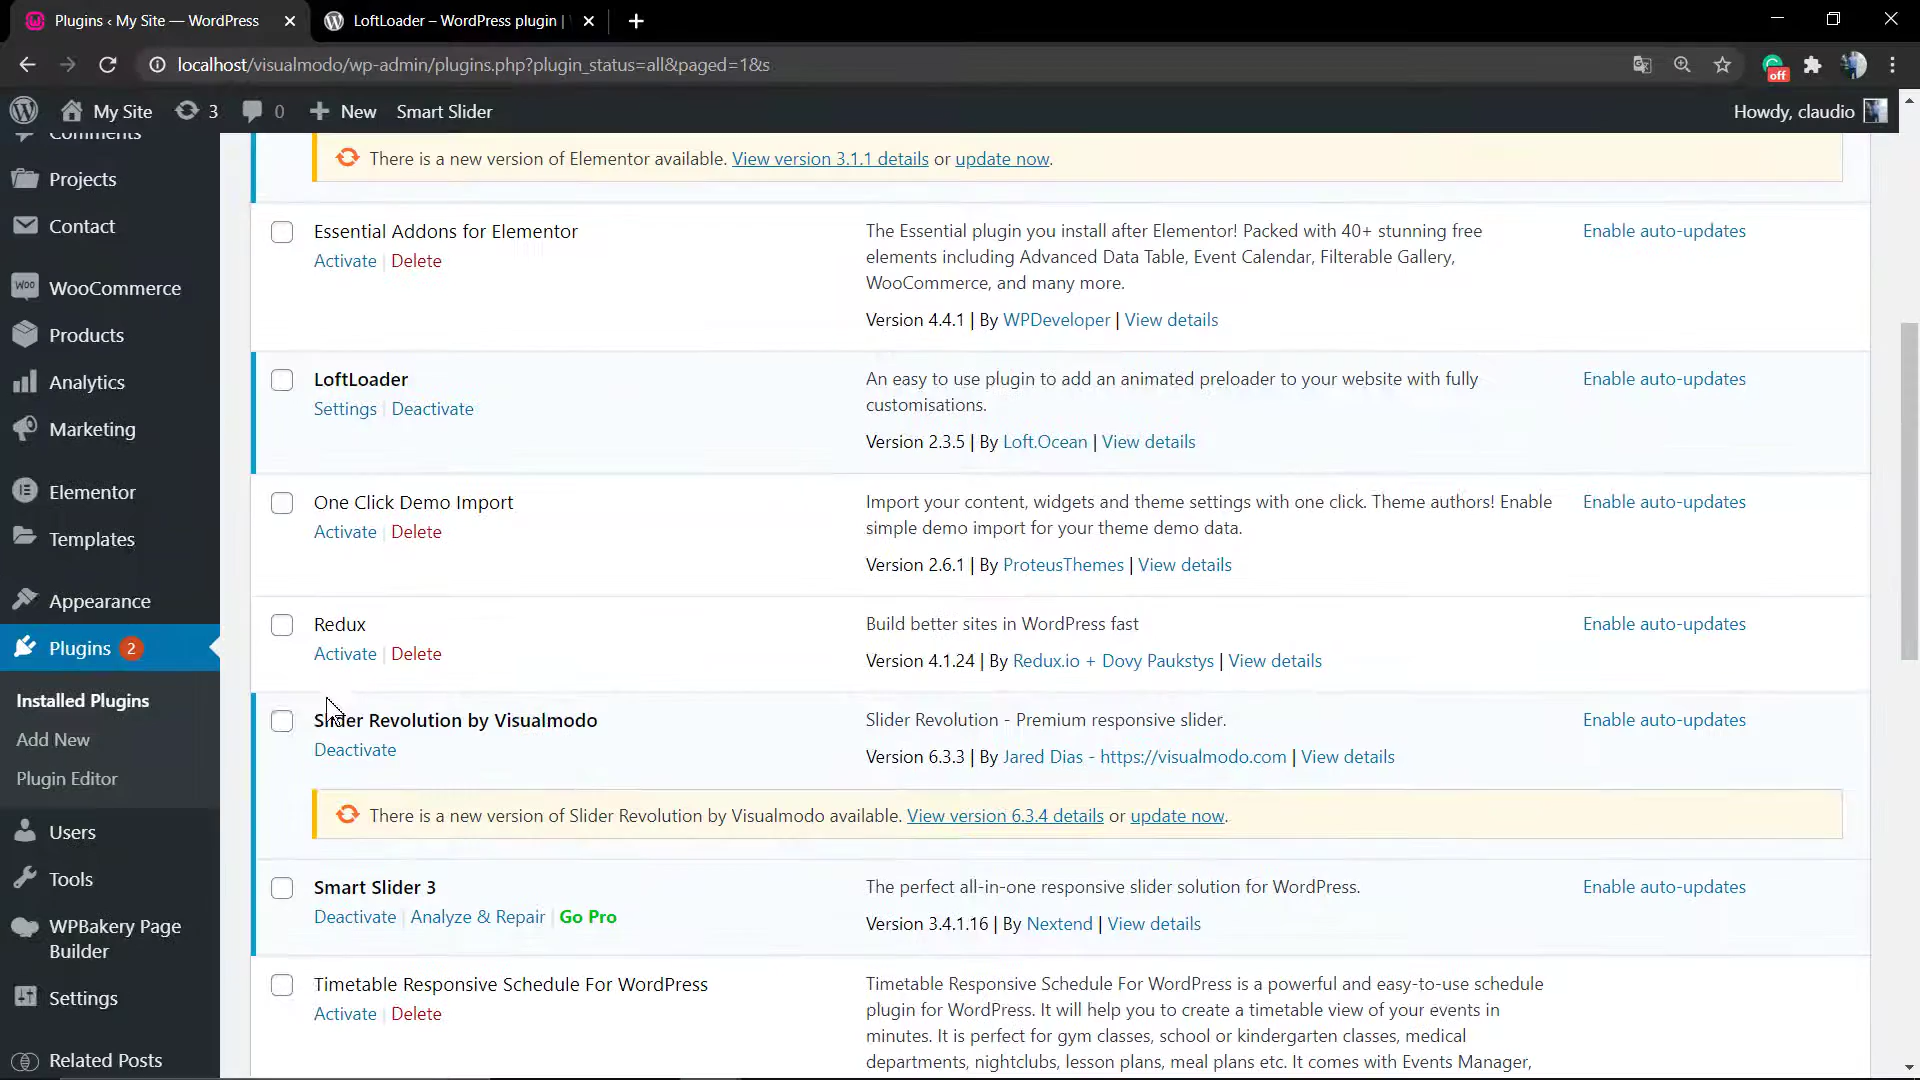 Plugins ‹ My Site — WordPress
LoftLoader – WordPress plugin |
localhost/visualmodo/wp-admin/plugins.php?plugin_status=all&paged=1&s
off
My Site
3
0
New
Smart Slider
Howdy, claudio
Comments
Projects
Contact
WooCommerce
Products
Analytics
Marketing
Elementor
Templates
Appearance
Plugins 2
Installed Plugins
Add New
Plugin Editor
Users
Tools
WPBakery Page
Builder
Settings
Related Posts
There is a new version of Elementor available. View version 3.1.1 details or update now.
Essential Addons for Elementor
Activate | Delete
The Essential plugin you install after Elementor! Packed with 40+ stunning free
elements including Advanced Data Table, Event Calendar, Filterable Gallery,
WooCommerce, and many more.
Version 4.4.1 | By WPDeveloper | View details
Enable auto-updates
LoftLoader
Settings | Deactivate
An easy to use plugin to add an animated preloader to your website with fully
customisations.
Version 2.3.5 | By Loft.Ocean | View details
Enable auto-updates
One Click Demo Import
Activate | Delete
Import your content, widgets and theme settings with one click. Theme authors! Enable
simple demo import for your theme demo data.
Version 2.6.1 | By ProteusThemes | View details
Enable auto-updates
Redux
Activate | Delete
Build better sites in WordPress fast
Version 4.1.24 | By Redux.io + Dovy Paukstys | View details
Enable auto-updates
Slider Revolution by Visualmodo
Deactivate
Slider Revolution - Premium responsive slider.
Version 6.3.3 | By Jared Dias - https://visualmodo.com | View details
Enable auto-updates
There is a new version of Slider Revolution by Visualmodo available. View version 6.3.4 details or update now.
Smart Slider 3
Deactivate | Analyze & Repair | Go Pro
The perfect all-in-one responsive slider solution for WordPress.
Version 3.4.1.16 | By Nextend | View details
Enable auto-updates
Timetable Responsive Schedule For WordPress
Activate | Delete
Timetable Responsive Schedule For WordPress is a powerful and easy-to-use schedule
plugin for WordPress. It will help you to create a timetable view of your events in
minutes. It is perfect for gym classes, school or kindergarten classes, medical
departments, nightclubs, lesson plans, meal plans etc. It comes with Events Manager,